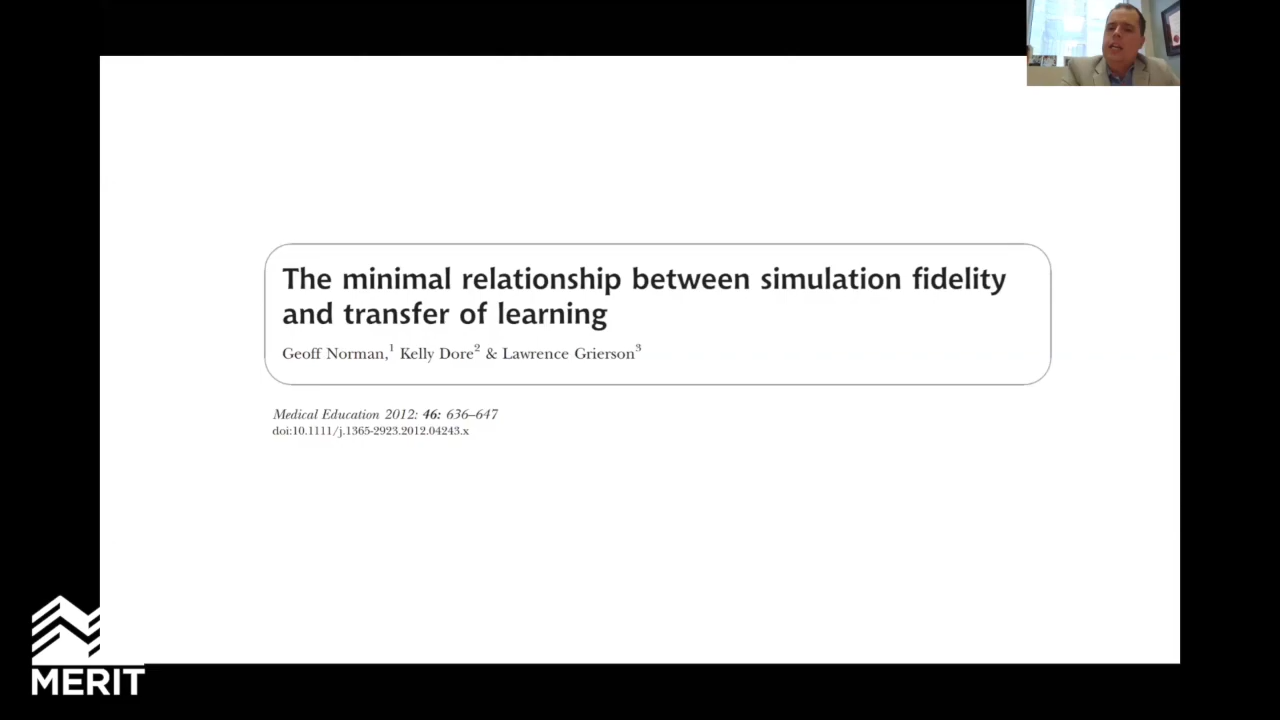 The minimal relationship between simulation fidelity
and transfer of learning
Geoff Norman,¹ Kelly Dore² & Lawrence Grierson³
Medical Education 2012: 46: 636–647
doi:10.1111/j.1365-2923.2012.04243.x
MERIT